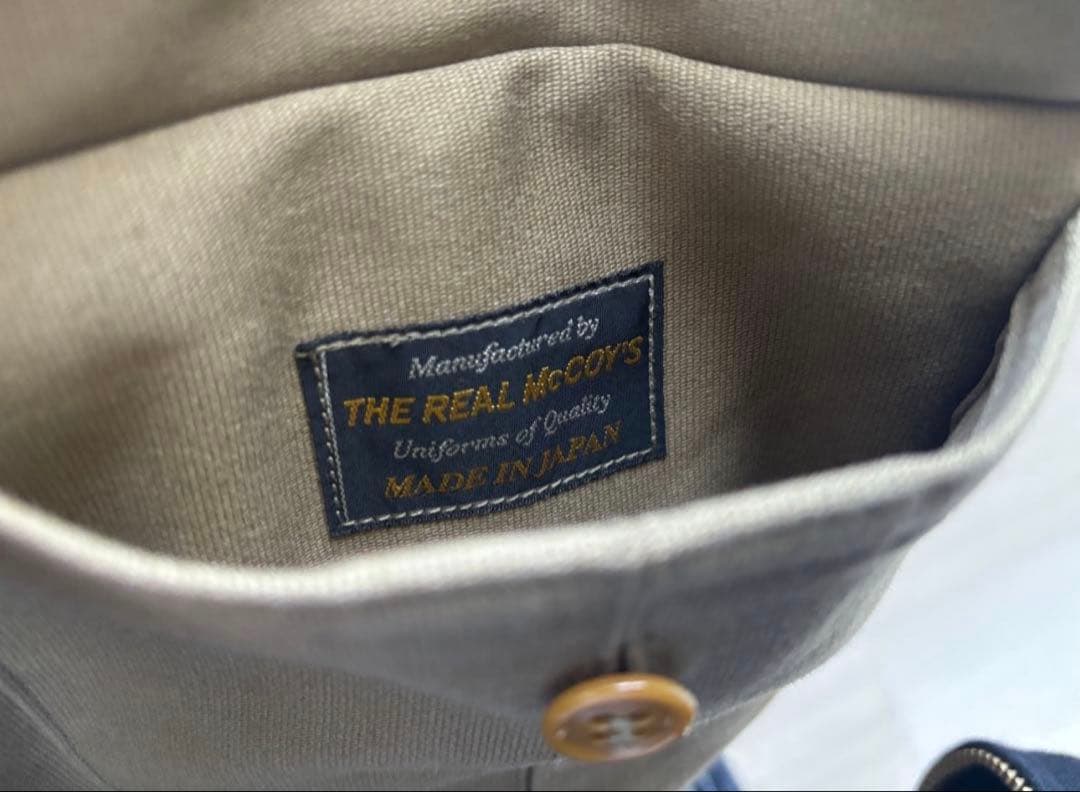 Manufactured by
THE REAL McCOY'S
Uniforms of Quality
MADE IN JAPAN